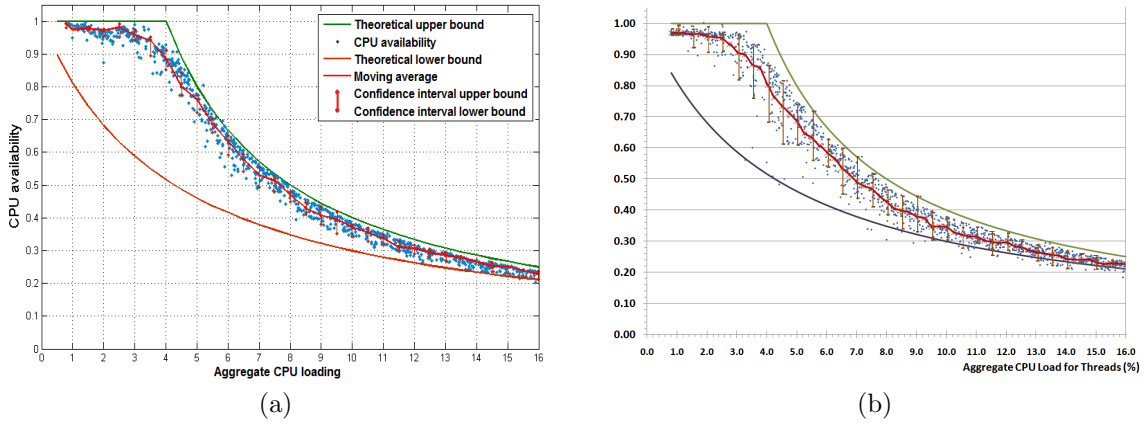 CPU availability
1
0.9
0.8
0.7
0.6
0.5
0.4
0.3
0.2
0.1
0
Theoretical upper bound
CPU availability
Theoretical lower bound
Moving average
Confidence interval upper bound
Confidence interval lower bound
0 1 2 3 4 5 6 7 8 9 10 11 12 13 14 15 16
Aggregate CPU loading
(a)
1.00
0.90
0.80
0.70
0.60
0.50
0.40
0.30
0.20
0.10
0.00
0.0 1.0 2.0 3.0 4.0 5.0 6.0 7.0 8.0 9.0 10.0 11.0 12.0 13.0 14.0 15.0 16.0
Aggregate CPU Load for Threads (%)
(b)